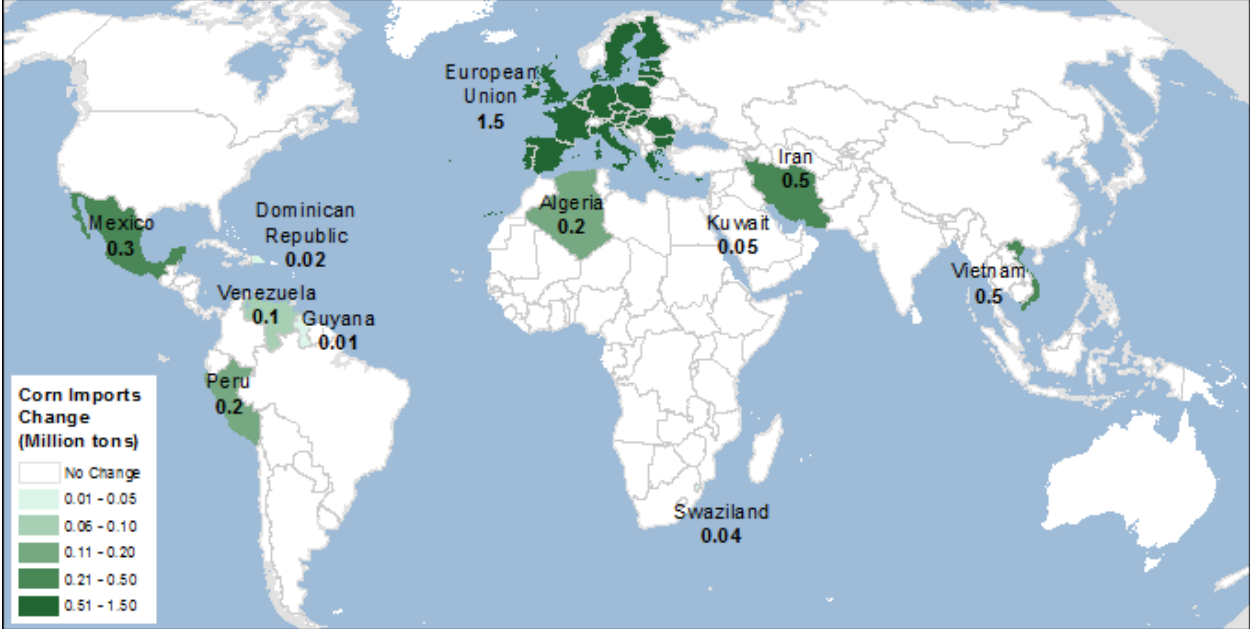 European
Union
1.5
Iran
0.5
Algeria
0.2
Mexico
0.3
Dominican
Republic
0.02
Kuwait
0.05
Vietnam
0.5
Venezuela
0.1
Guyana
0.01
Peru
0.2
Swaziland
0.04
Corn Imports
Change
(Million tons)
No Change
0.01 - 0.05
0.06 - 0.10
0.11 - 0.20
0.21 - 0.50
0.51 - 1.50